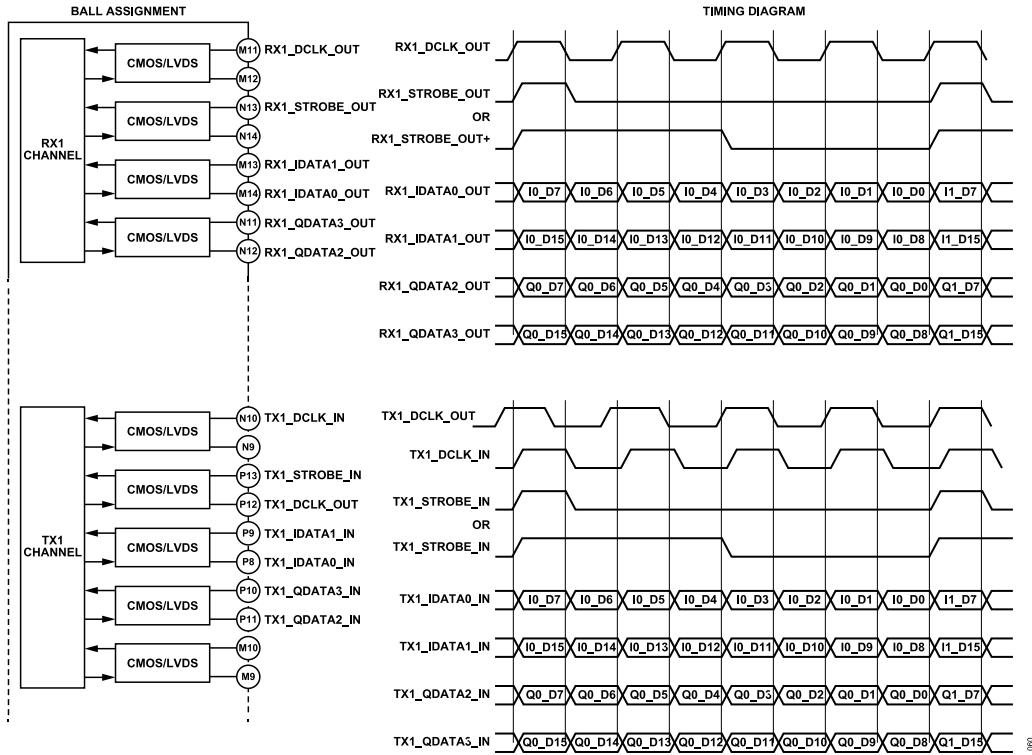 BALL ASSIGNMENT
RX1 CHANNEL
CMOS/LVDS
M11 RX1_DCLK_OUT
M12
CMOS/LVDS
N13 RX1_STROBE_OUT
N14
CMOS/LVDS
M13 RX1_IDATA1_OUT
M14 RX1_IDATA0_OUT
CMOS/LVDS
N11 RX1_QDATA3_OUT
N12 RX1_QDATA2_OUT
TX1 CHANNEL
CMOS/LVDS
N10 TX1_DCLK_IN
N9
CMOS/LVDS
P13 TX1_STROBE_IN
P12 TX1_DCLK_OUT
CMOS/LVDS
P9 TX1_IDATA1_IN
P8 TX1_IDATA0_IN
CMOS/LVDS
P10 TX1_QDATA3_IN
P11 TX1_QDATA2_IN
CMOS/LVDS
M10
M9
TIMING DIAGRAM
RX1_DCLK_OUT
RX1_STROBE_OUT
OR
RX1_STROBE_OUT+
RX1_IDATA0_OUT I0_D7 I0_D6 I0_D5 I0_D4 I0_D3 I0_D2 I0_D1 I0_D0 I1_D7
RX1_IDATA1_OUT I0_D15 I0_D14 I0_D13 I0_D12 I0_D11 I0_D10 I0_D9 I0_D8 I1_D15
RX1_QDATA2_OUT Q0_D7 Q0_D6 Q0_D5 Q0_D4 Q0_D3 Q0_D2 Q0_D1 Q0_D0 Q1_D7
RX1_QDATA3_OUT Q0_D15 Q0_D14 Q0_D13 Q0_D12 Q0_D11 Q0_D10 Q0_D9 Q0_D8 Q1_D15
TX1_DCLK_OUT
TX1_DCLK_IN
TX1_STROBE_IN
OR
TX1_STROBE_IN
TX1_IDATA0_IN I0_D7 I0_D6 I0_D5 I0_D4 I0_D3 I0_D2 I0_D1 I0_D0 I1_D7
TX1_IDATA1_IN I0_D15 I0_D14 I0_D13 I0_D12 I0_D11 I0_D10 I0_D9 I0_D8 I1_D15
TX1_QDATA2_IN Q0_D7 Q0_D6 Q0_D5 Q0_D4 Q0_D3 Q0_D2 Q0_D1 Q0_D0 Q1_D7
TX1_QDATA3_IN Q0_D15 Q0_D14 Q0_D13 Q0_D12 Q0_D11 Q0_D10 Q0_D9 Q0_D8 Q1_D15